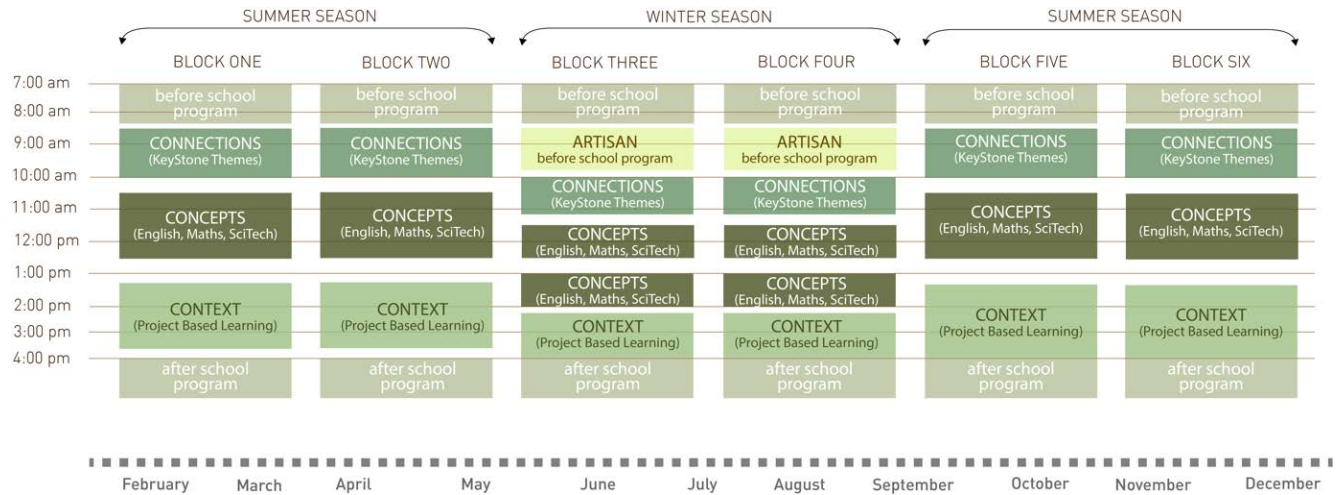 SUMMER SEASON
WINTER SEASON
SUMMER SEASON
BLOCK ONE
BLOCK TWO
BLOCK THREE
BLOCK FOUR
BLOCK FIVE
BLOCK SIX
7:00 am
8:00 am
9:00 am
10:00 am
11:00 am
12:00 pm
1:00 pm
2:00 pm
3:00 pm
4:00 pm
before school
program
CONNECTIONS
(KeyStone Themes)
CONCEPTS
(English, Maths, SciTech)
CONTEXT
(Project Based Learning)
after school
program
before school
program
CONNECTIONS
(KeyStone Themes)
CONCEPTS
(English, Maths, SciTech)
CONTEXT
(Project Based Learning)
after school
program
before school
program
ARTISAN
before school program
CONNECTIONS
(KeyStone Themes)
CONCEPTS
(English, Maths, SciTech)
CONCEPTS
(English, Maths, SciTech)
CONTEXT
(Project Based Learning)
after school
program
before school
program
ARTISAN
before school program
CONNECTIONS
(KeyStone Themes)
CONCEPTS
(English, Maths, SciTech)
CONCEPTS
(English, Maths, SciTech)
CONTEXT
(Project Based Learning)
after school
program
before school
program
CONNECTIONS
(KeyStone Themes)
CONCEPTS
(English, Maths, SciTech)
CONTEXT
(Project Based Learning)
after school
program
before school
program
CONNECTIONS
(KeyStone Themes)
CONCEPTS
(English, Maths, SciTech)
CONTEXT
(Project Based Learning)
after school
program
February
March
April
May
June
July
August
September
October
November
December